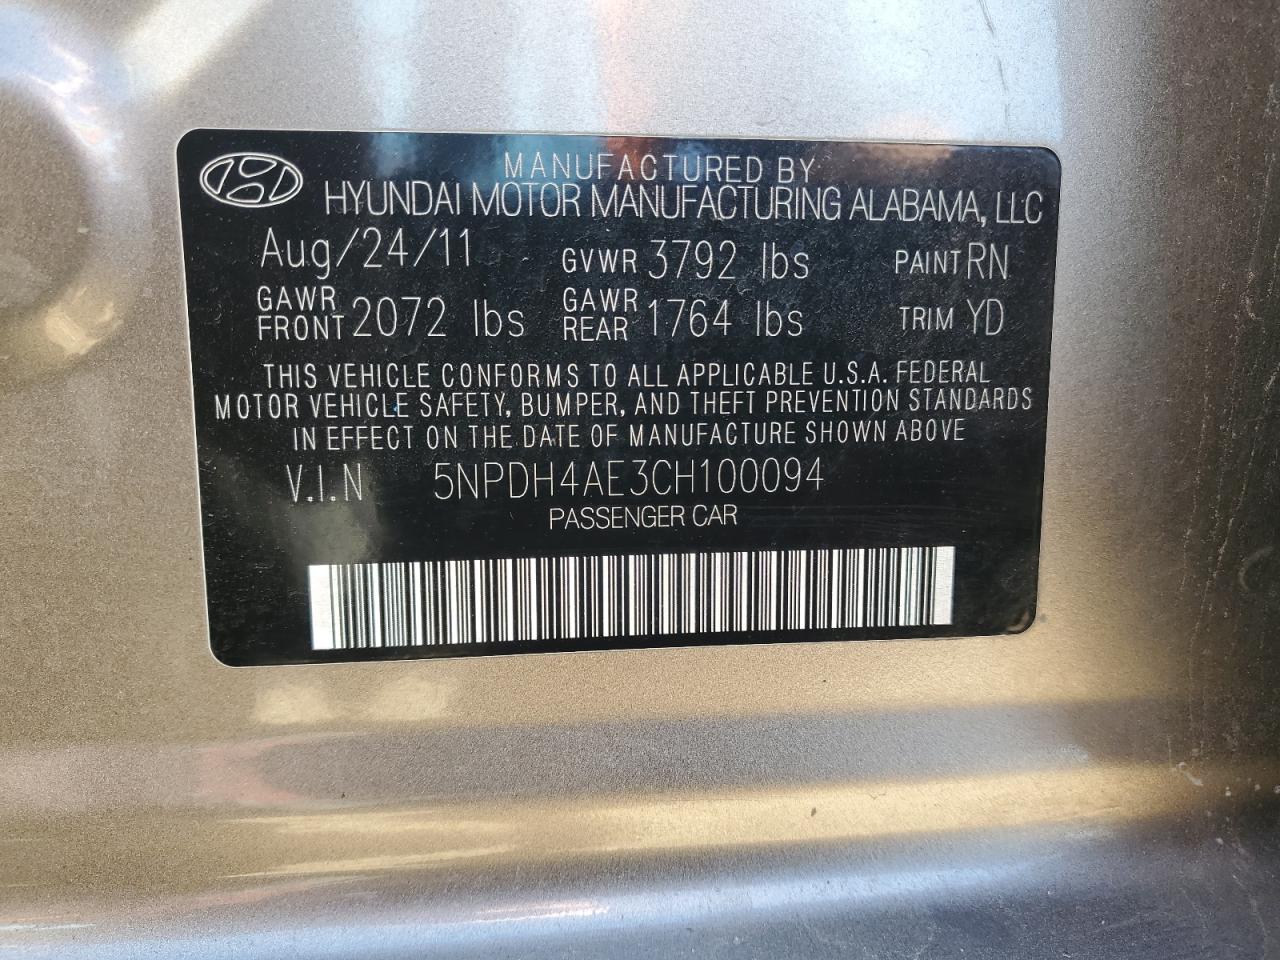 MANUFACTURED BY
HYUNDAI MOTOR MANUFACTURING ALABAMA, LLC
Aug/24/11 GVWR 3792 lbs PAINT RN
GAWR FRONT 2072 lbs GAWR REAR 1764 lbs TRIM YD
THIS VEHICLE CONFORMS TO ALL APPLICABLE U.S.A. FEDERAL
MOTOR VEHICLE SAFETY, BUMPER, AND THEFT PREVENTION STANDARDS
IN EFFECT ON THE DATE OF MANUFACTURE SHOWN ABOVE
V.I.N 5NPDH4AE3CH100094
PASSENGER CAR